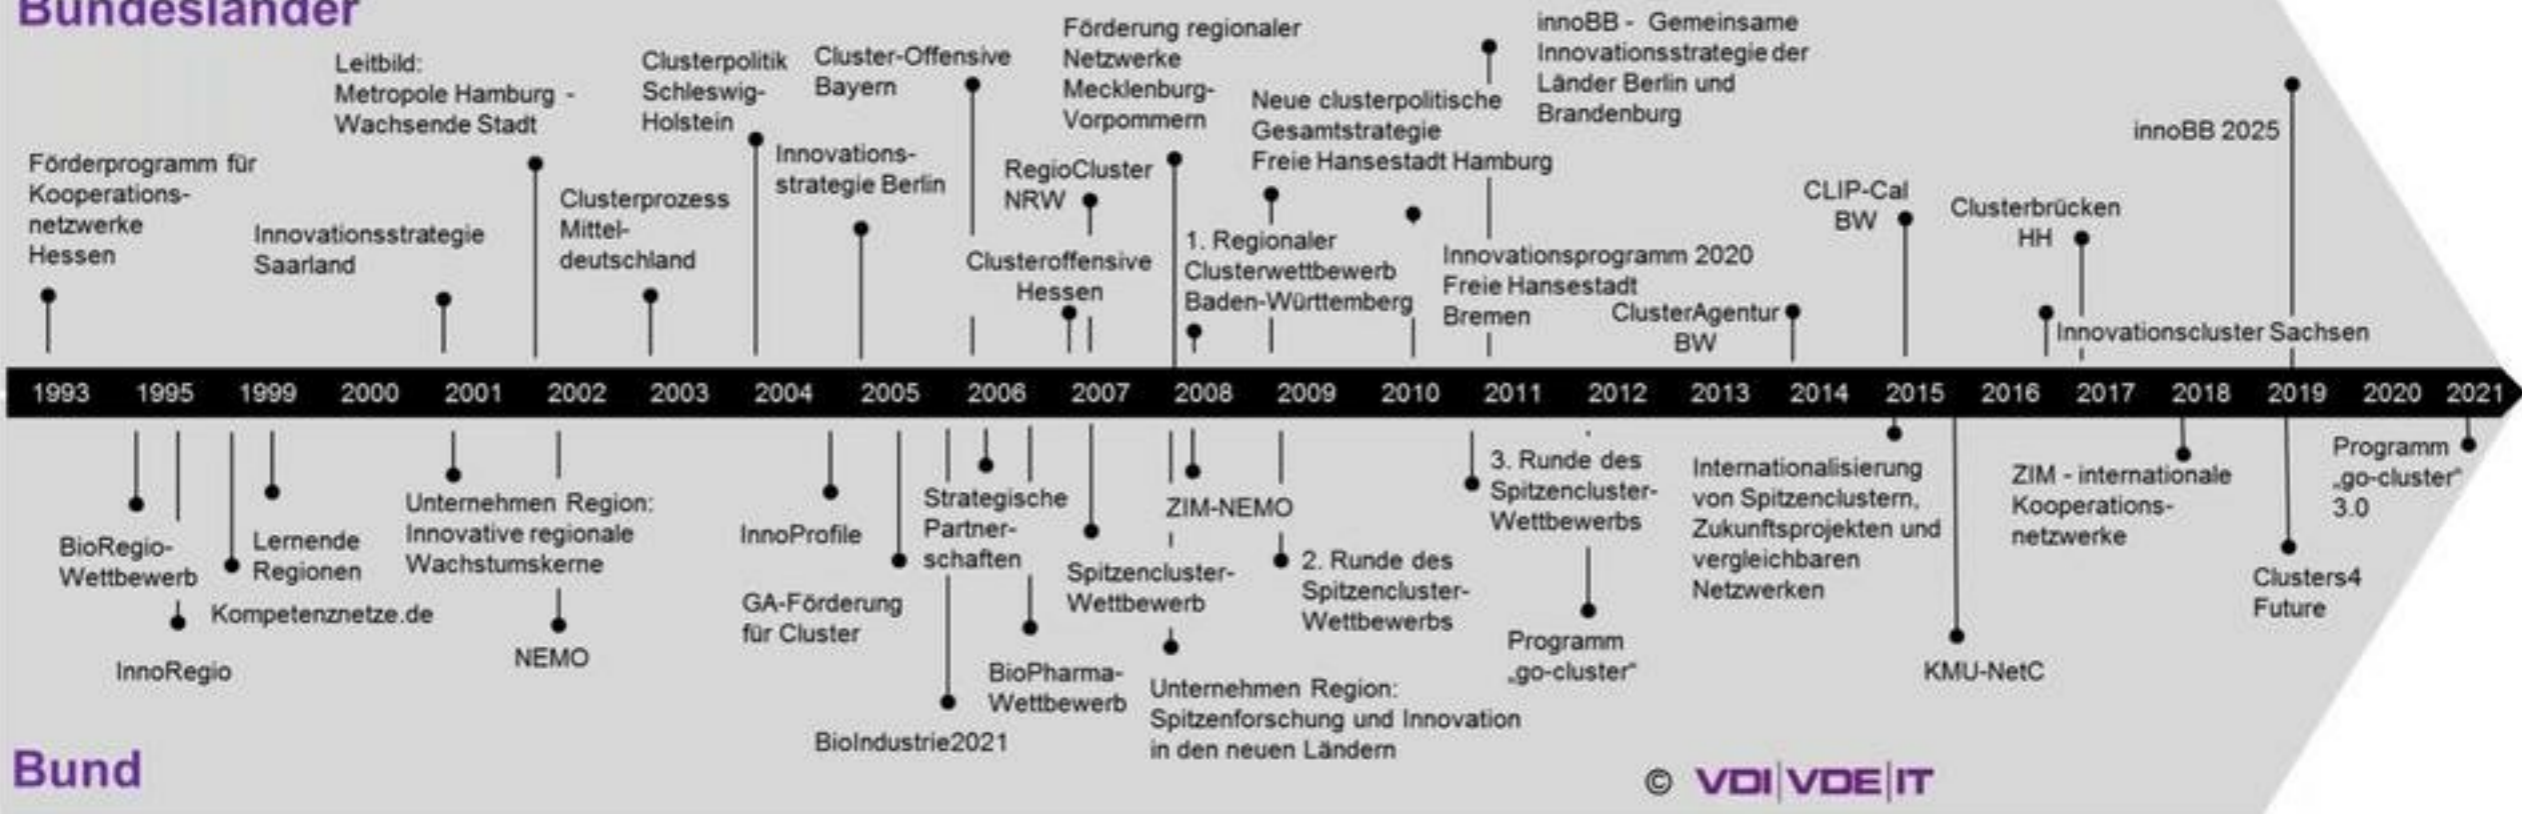 Bundesländer
Förderprogramm für
Kooperations-
netzwerke
Hessen
Innovationsstrategie
Saarland
Leitbild:
Metropole Hamburg -
Wachsende Stadt
Clusterprozess
Mittel-
deutschland
Clusterpolitik
Schleswig-
Holstein
Innovations-
strategie Berlin
Cluster-Offensive
Bayern
Clusteroffensive
Hessen
RegioCluster
NRW
Förderung regionaler
Netzwerke
Mecklenburg-
Vorpommern
1. Regionaler
Clusterwettbewerb
Baden-Württemberg
Neue clusterpolitische
Gesamtstrategie
Freie Hansestadt Hamburg
Innovationsprogramm 2020
Freie Hansestadt
Bremen
innoBB - Gemeinsame
Innovationsstrategie der
Länder Berlin und
Brandenburg
ClusterAgentur
BW
CLIP-Cal
BW
Clusterbrücken
HH
Innovationscluster Sachsen
innoBB 2025
1993 1995 1999 2000 2001 2002 2003 2004 2005 2006 2007 2008 2009 2010 2011 2012 2013 2014 2015 2016 2017 2018 2019 2020 2021
BioRegio-
Wettbewerb
InnoRegio
Kompetenznetze.de
Lernende
Regionen
Unternehmen Region:
Innovative regionale
Wachstumskerne
NEMO
InnoProfile
GA-Förderung
für Cluster
BioIndustrie2021
Strategische
Partner-
schaften
BioPharma-
Wettbewerb
Spitzencluster-
Wettbewerb
Unternehmen Region:
Spitzenforschung und Innovation
in den neuen Ländern
ZIM-NEMO
2. Runde des
Spitzencluster-
Wettbewerbs
3. Runde des
Spitzencluster-
Wettbewerbs
Programm
„go-cluster“
Internationalisierung
von Spitzenclustern,
Zukunftsprojekten und
vergleichbaren
Netzwerken
KMU-NetC
ZIM - internationale
Kooperations-
netzwerke
Clusters4
Future
Programm
„go-cluster“
3.0
Bund
© VDI|VDE|IT